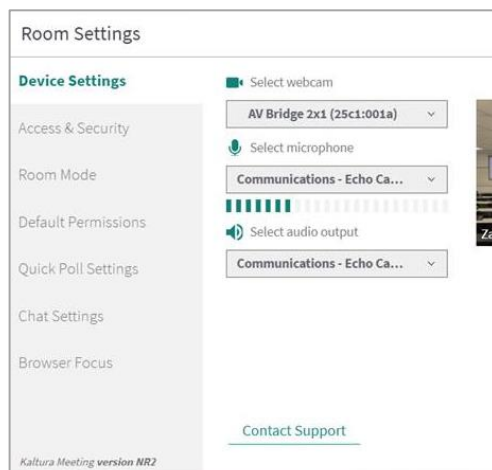 Room Settings
Device Settings
Access & Security
Room Mode
Default Permissions
Quick Poll Settings
Chat Settings
Browser Focus
Kaltura Meeting version NR2
Select webcam
AV Bridge 2x1 (25c1:001a)
Select microphone
Communications - Echo Ca...
Select audio output
Communications - Echo Ca...
Contact Support
Za